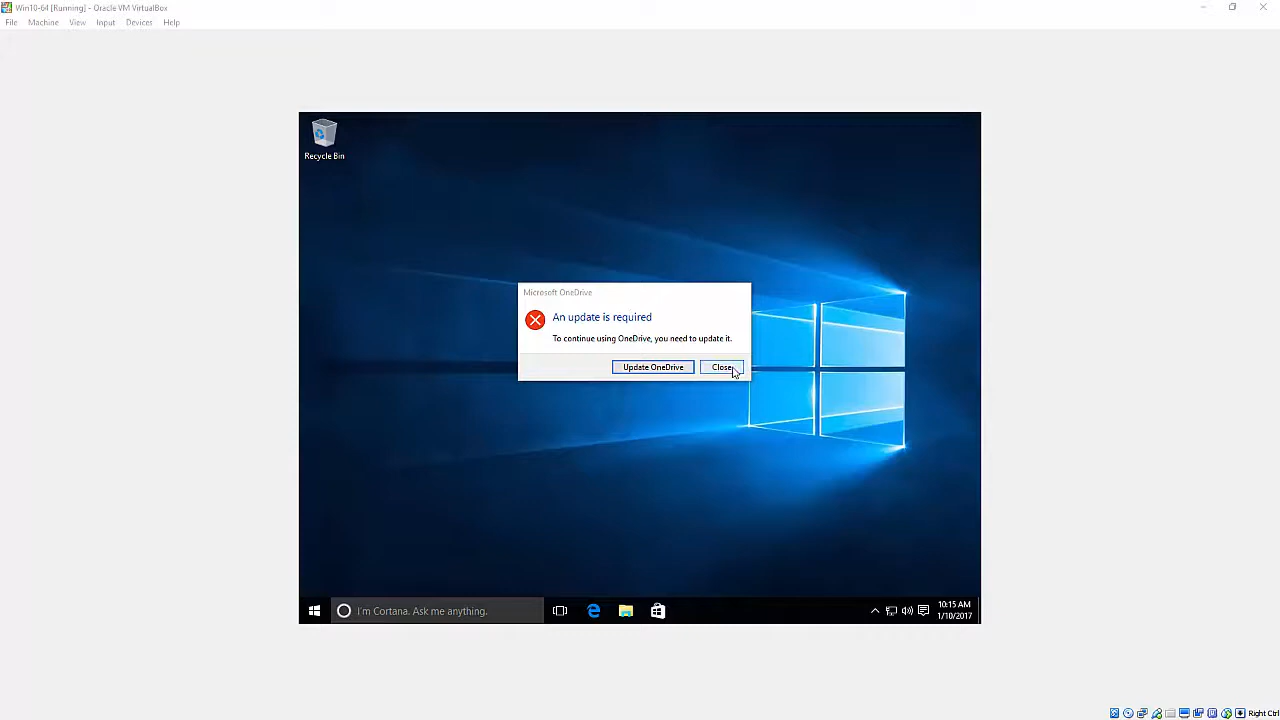 Win10-64 [Running] - Oracle VM VirtualBox
File Machine View Input Devices Help
Recycle Bin
Microsoft OneDrive
An update is required
To continue using OneDrive, you need to update it.
Update OneDrive Close
I'm Cortana. Ask me anything.
10:15 AM
1/10/2017
Right Ctrl